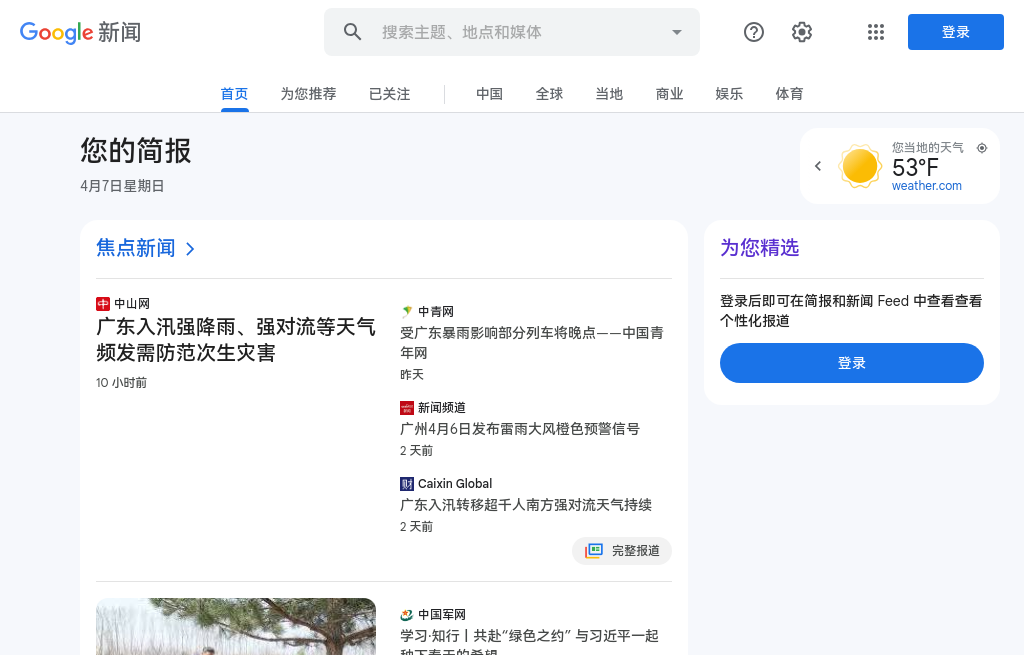 Google 新闻
搜索主题、地点和媒体
登录
首页
为您推荐
已关注
中国
全球
当地
商业
娱乐
体育
您的简报
4月7日星期日
您当地的天气
53°F
weather.com
焦点新闻
中山网
广东入汛强降雨、强对流等天气
频发需防范次生灾害
10 小时前
中青网
受广东暴雨影响部分列车将晚点——中国青
年网
昨天
新闻频道
广州4月6日发布雷雨大风橙色预警信号
2 天前
Caixin Global
广东入汛转移超千人南方强对流天气持续
2 天前
完整报道
中国军网
学习·知行丨共赴“绿色之约” 与习近平一起
种下春天的希望
为您精选
登录后即可在简报和新闻 Feed 中查看查看
个性化报道
登录